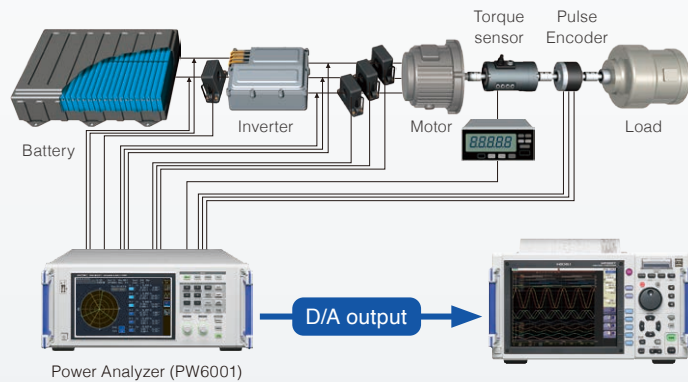 Torque
sensor
Pulse
Encoder
Battery
Inverter
Motor
Load
D/A output
Power Analyzer (PW6001)